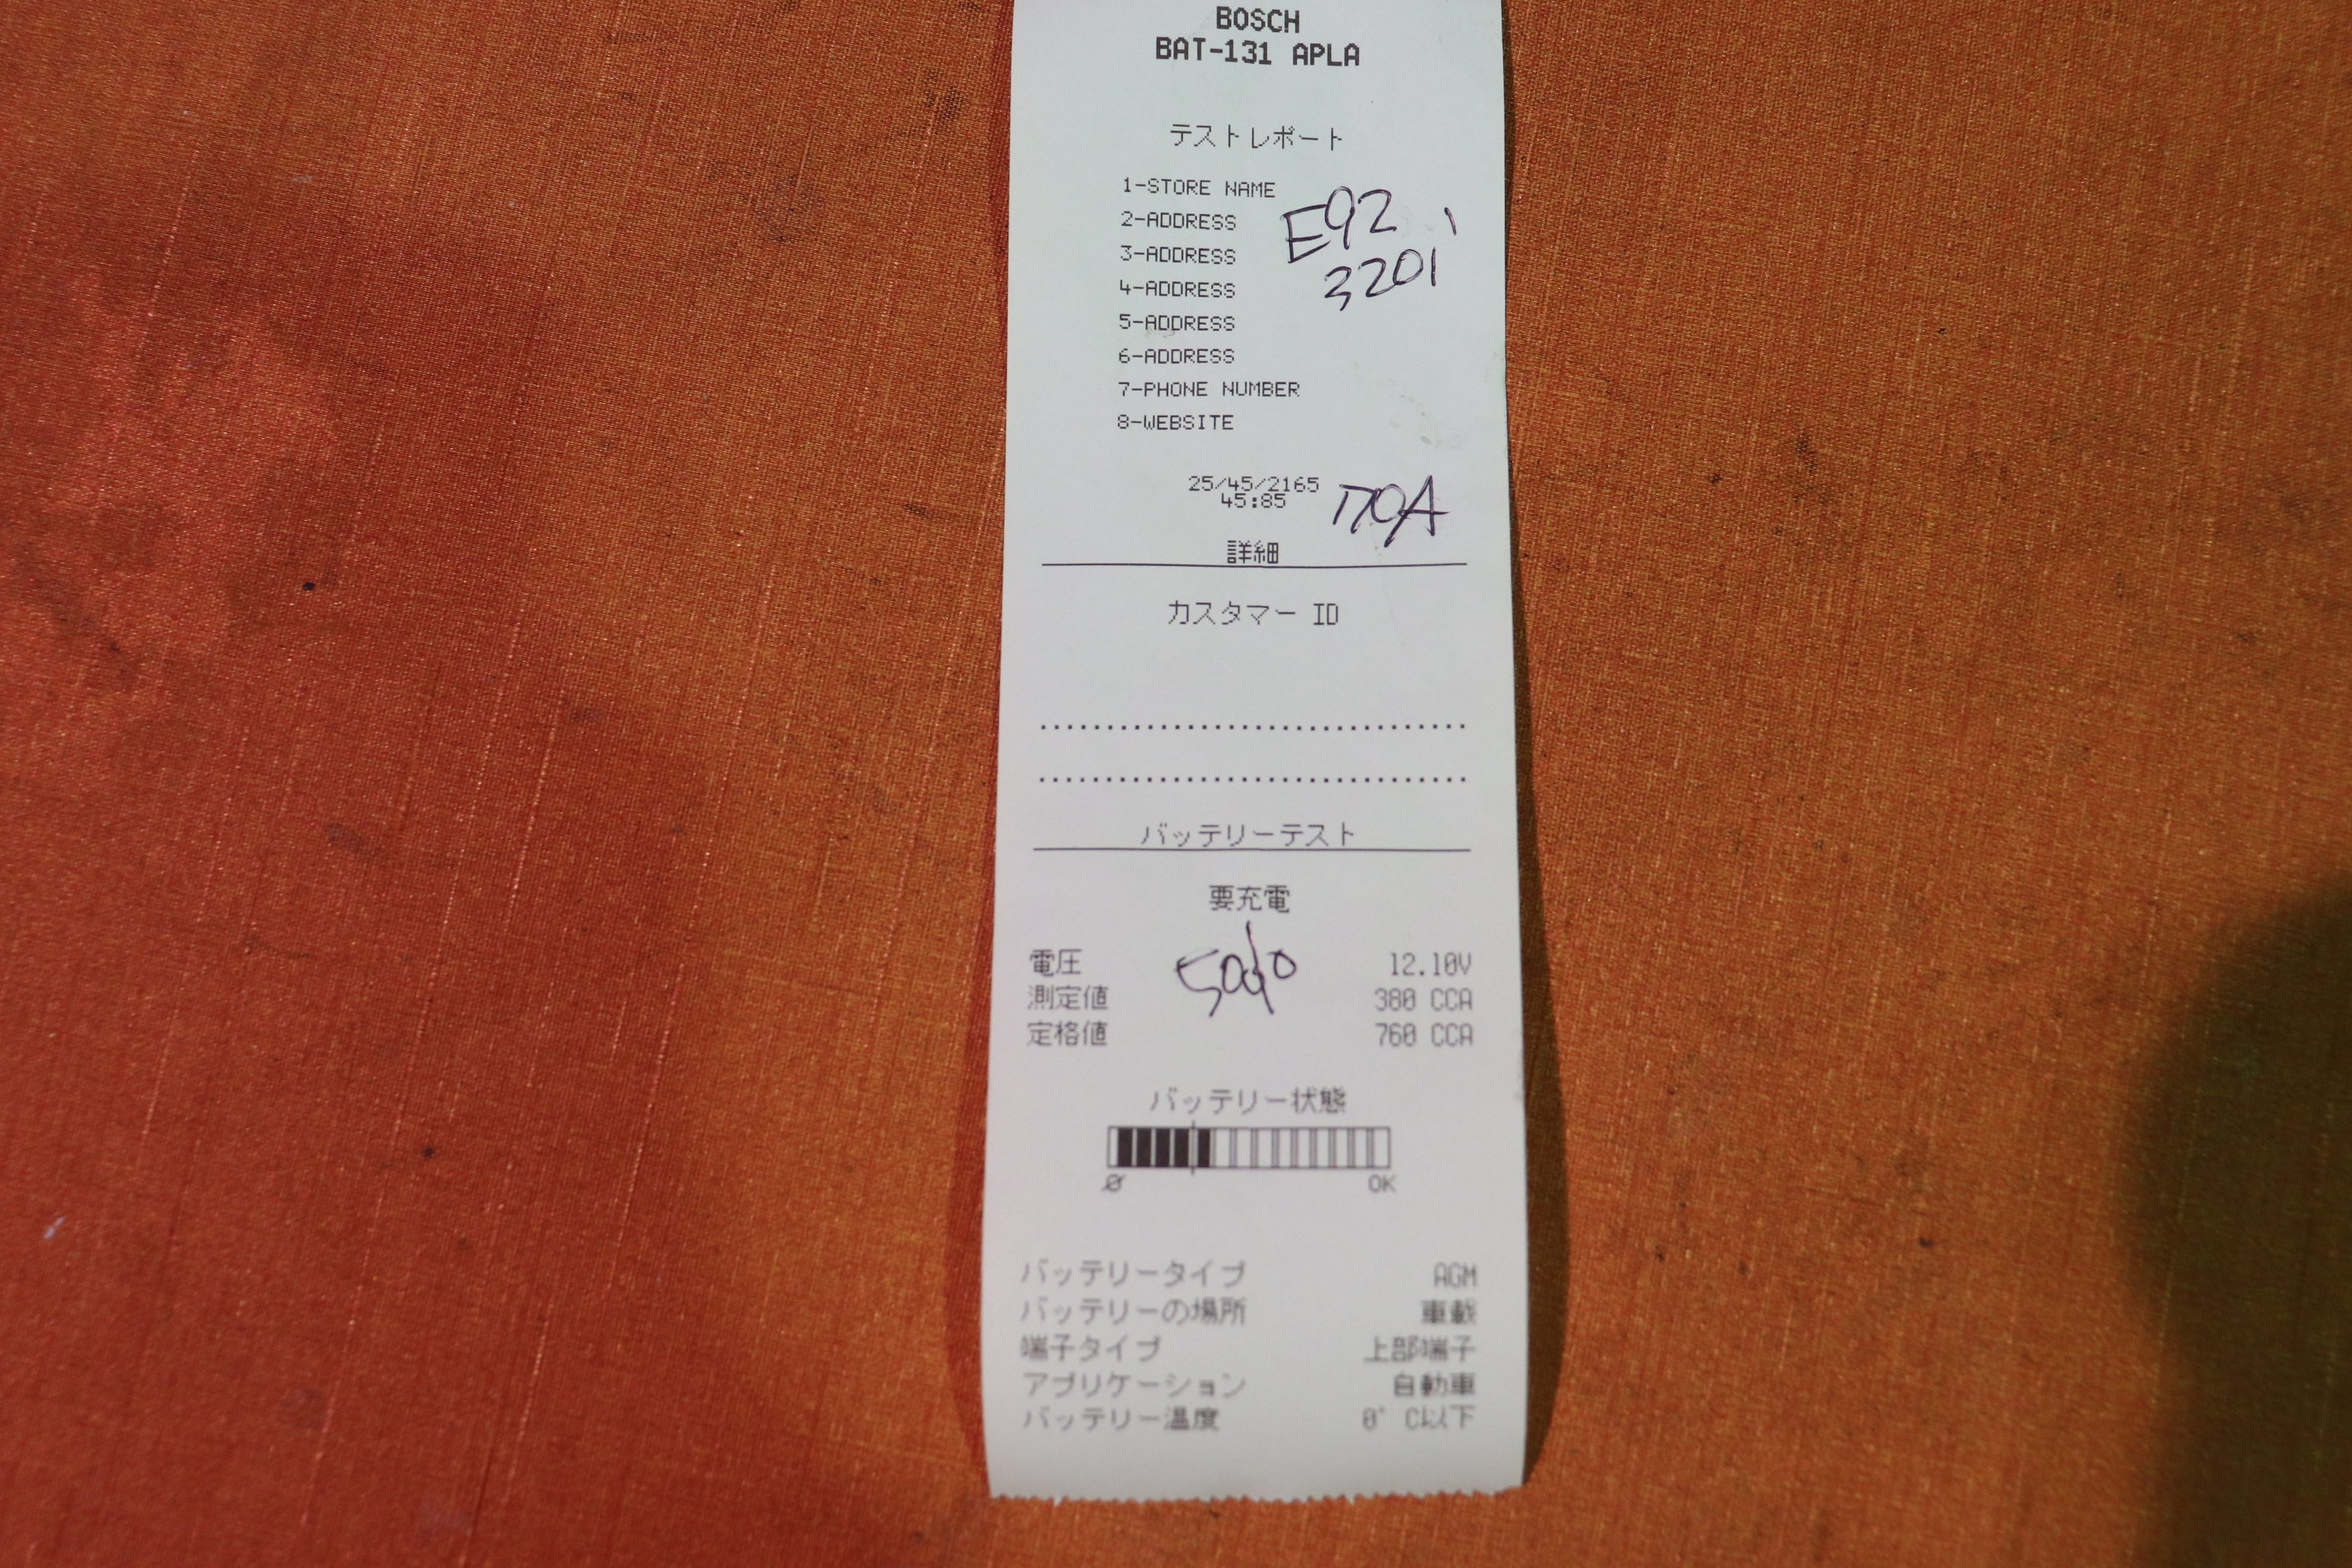 BOSCH
BAT-131 APLA
テストレポート
1-STORE NAME
2-ADDRESS
E92
3-ADDRESS
320i
4-ADDRESS
5-ADDRESS
6-ADDRESS
7-PHONE NUMBER
8-WEBSITE
25/45/2165
45:85
170A
詳細
カスタマー ID
バッテリーテスト
要充電
50%
電圧 12.10V
測定値 380 CCA
定格値 760 CCA
バッテリー状態
0 OK
バッテリータイプ AGM
バッテリーの場所 車載
端子タイプ 上部端子
アプリケーション 自動車
バッテリー温度 0° C以下